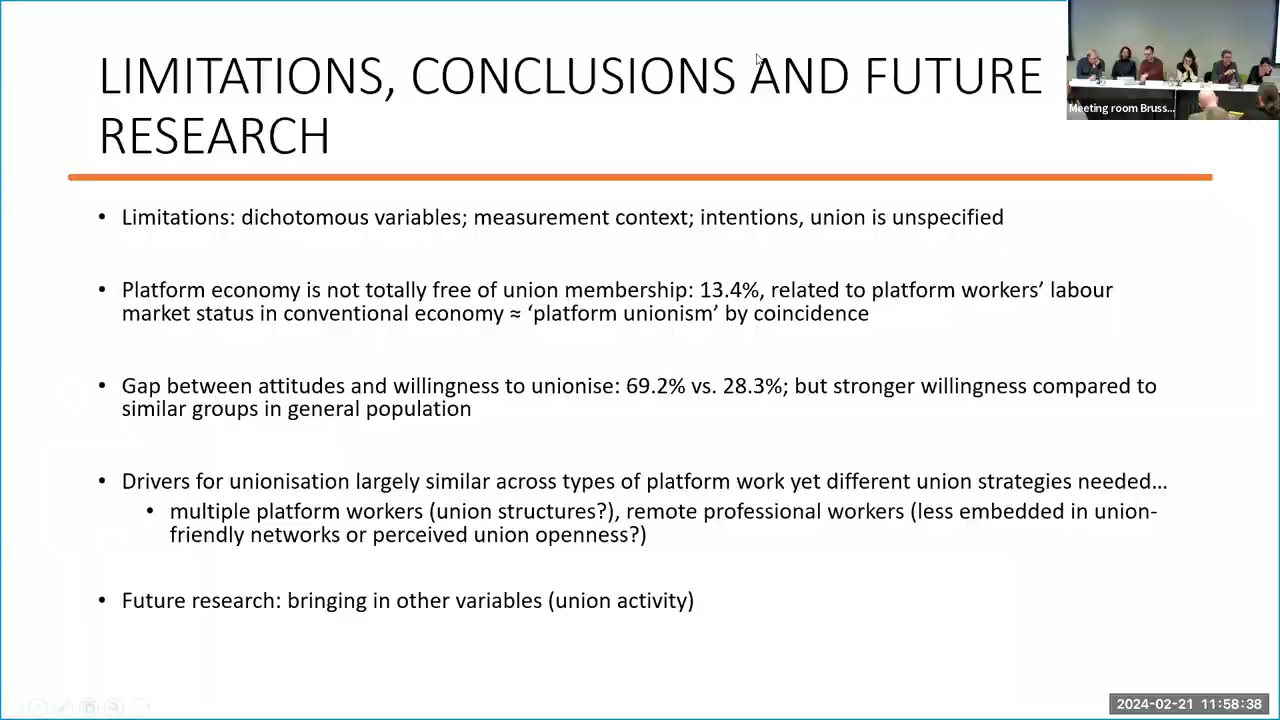 LIMITATIONS, CONCLUSIONS AND FUTURE
RESEARCH
Meeting room Bruss...
• Limitations: dichotomous variables; measurement context; intentions, union is unspecified
• Platform economy is not totally free of union membership: 13.4%, related to platform workers’ labour
market status in conventional economy ≈ ‘platform unionism’ by coincidence
• Gap between attitudes and willingness to unionise: 69.2% vs. 28.3%; but stronger willingness compared to
similar groups in general population
• Drivers for unionisation largely similar across types of platform work yet different union strategies needed…
• multiple platform workers (union structures?), remote professional workers (less embedded in union-
friendly networks or perceived union openness?)
• Future research: bringing in other variables (union activity)
2024-02-21 11:58:38